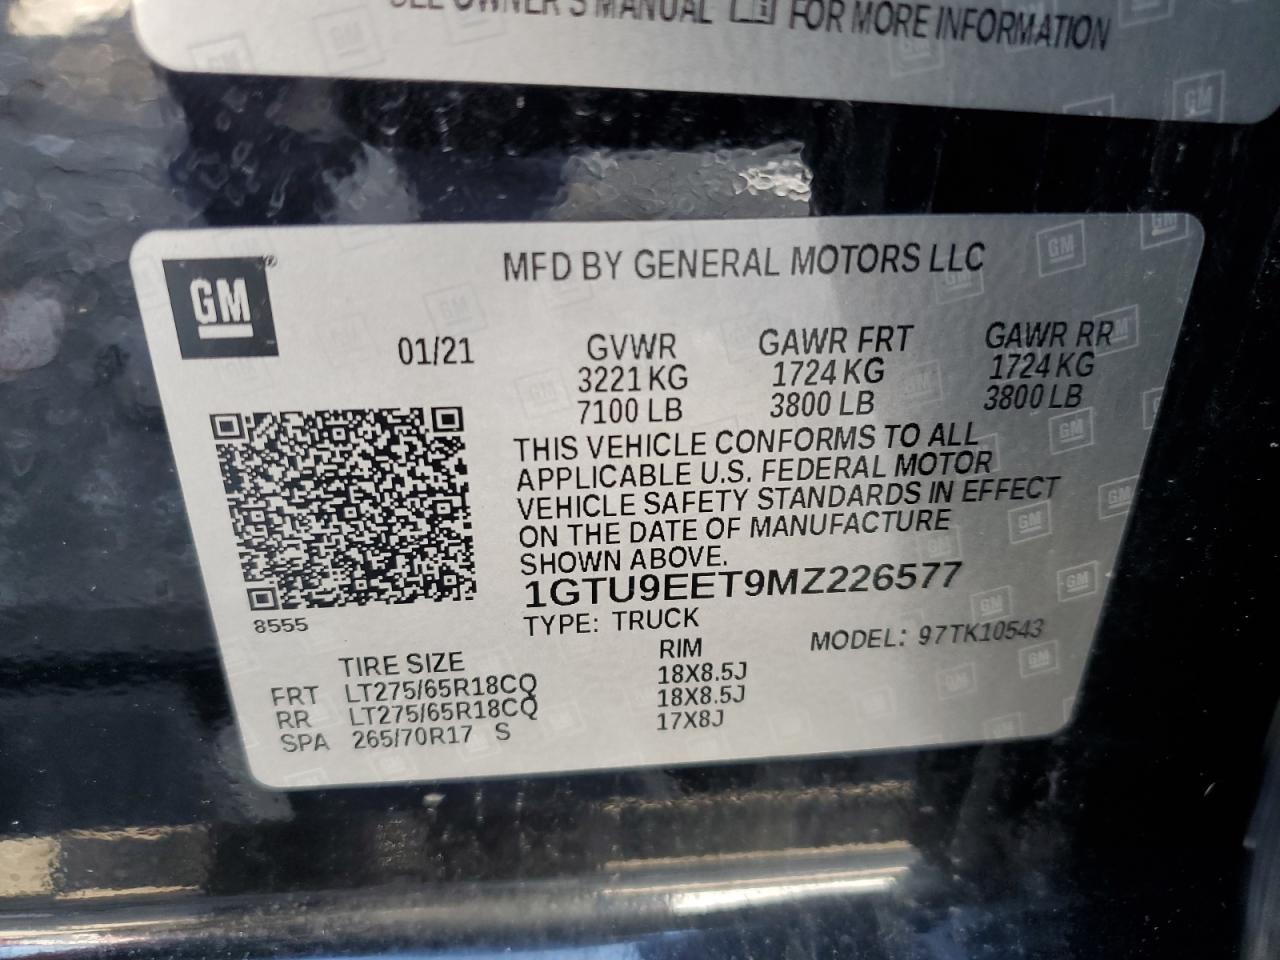 SEE OWNER'S MANUAL FOR MORE INFORMATION
GM
MFD BY GENERAL MOTORS LLC
01/21
GVWR GAWR FRT GAWR RR
3221 KG 1724 KG 1724 KG
7100 LB 3800 LB 3800 LB
THIS VEHICLE CONFORMS TO ALL
APPLICABLE U.S. FEDERAL MOTOR
VEHICLE SAFETY STANDARDS IN EFFECT
ON THE DATE OF MANUFACTURE
SHOWN ABOVE.
1GTU9EET9MZ226577
8555
TYPE: TRUCK MODEL: 97TK10543
TIRE SIZE RIM
FRT LT275/65R18CQ 18X8.5J
RR LT275/65R18CQ 18X8.5J
SPA 265/70R17 S 17X8J